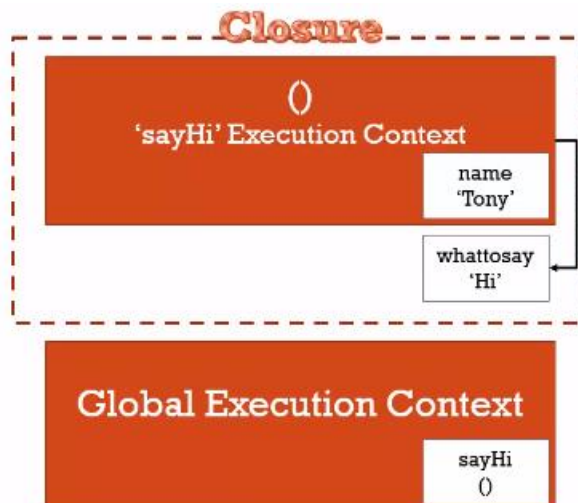 Closure
()
‘sayHi’ Execution Context
name
‘Tony’
whattosay
‘Hi’
Global Execution Context
sayHi
()